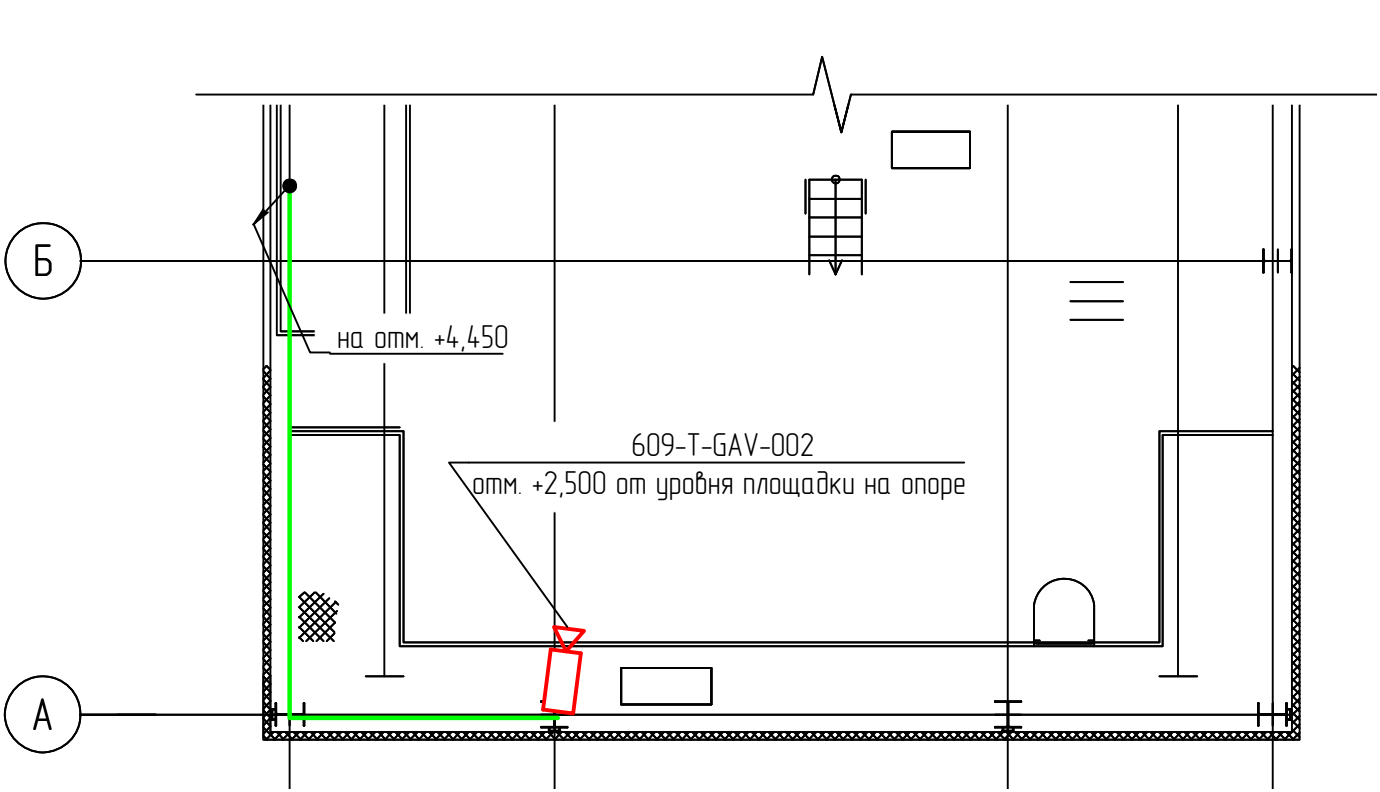 Б
на отм. +4,450
609-T-GAV-002
отм. +2,500 от уровня площадки на опоре
А